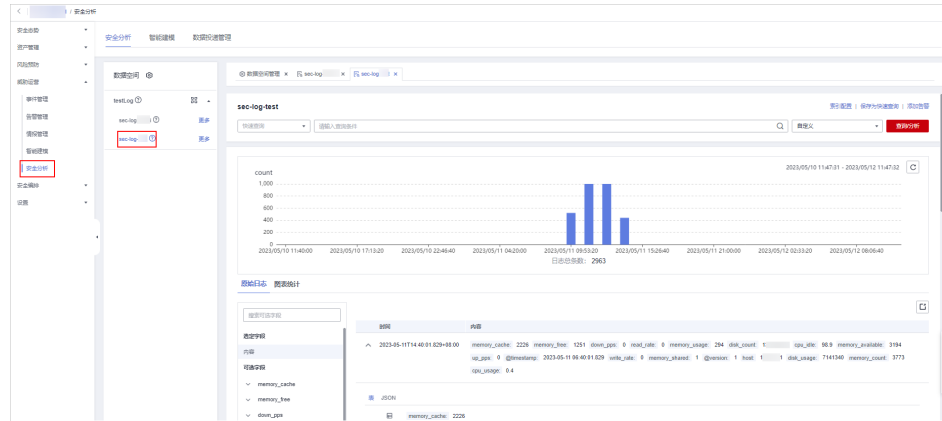 / 安全分析
安全态势
资产管理
风险预防
威胁运营
事件管理
告警管理
情报管理
智能建模
安全分析
安全编排
设置
安全分析 智能建模 数据投递管理
数据空间
testLog
sec-log 更多
sec-log- 更多
数据空间管理 × sec-log × sec-log ×
sec-log-test
索引配置 | 保存为快速查询 | 添加告警
快速查询 请输入查询条件 自定义 查询/分析
2023/05/10 11:47:31 - 2023/05/12 11:47:32
count
1,000
800
600
400
200
0
2023/05/10 11:40:00 2023/05/10 17:13:20 2023/05/10 22:46:40 2023/05/11 04:20:00 2023/05/11 09:53:20 2023/05/11 15:26:40 2023/05/11 21:00:00 2023/05/12 02:33:20 2023/05/12 08:06:40
日志总条数: 2963
原始日志 图表统计
搜索可选字段
选定字段
内容
可选字段
memory_cache
memory_free
down_pps
时间 内容
2023-05-11T14:40:01.829+08:00 memory_cache: 2226 memory_free: 1251 down_pps: 0 read_rate: 0 memory_usage: 294 disk_count: 1 cpu_idle: 98.9 memory_available: 3194
up_pps: 0 @timestamp: 2023-05-11 06:40:01.829 write_rate: 0 memory_shared: 1 @version: 1 host: 1 1 disk_usage: 7141340 memory_count: 3773
cpu_usage: 0.4
JSON
memory_cache: 2226